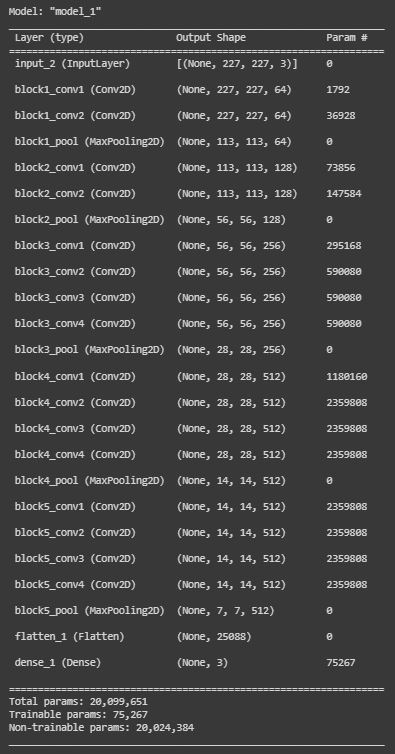 Model: "model_1"
Layer (type) Output Shape Param #
input_2 (InputLayer) [(None, 227, 227, 3)] 0
block1_conv1 (Conv2D) (None, 227, 227, 64) 1792
block1_conv2 (Conv2D) (None, 227, 227, 64) 36928
block1_pool (MaxPooling2D) (None, 113, 113, 64) 0
block2_conv1 (Conv2D) (None, 113, 113, 128) 73856
block2_conv2 (Conv2D) (None, 113, 113, 128) 147584
block2_pool (MaxPooling2D) (None, 56, 56, 128) 0
block3_conv1 (Conv2D) (None, 56, 56, 256) 295168
block3_conv2 (Conv2D) (None, 56, 56, 256) 590080
block3_conv3 (Conv2D) (None, 56, 56, 256) 590080
block3_conv4 (Conv2D) (None, 56, 56, 256) 590080
block3_pool (MaxPooling2D) (None, 28, 28, 256) 0
block4_conv1 (Conv2D) (None, 28, 28, 512) 1180160
block4_conv2 (Conv2D) (None, 28, 28, 512) 2359808
block4_conv3 (Conv2D) (None, 28, 28, 512) 2359808
block4_conv4 (Conv2D) (None, 28, 28, 512) 2359808
block4_pool (MaxPooling2D) (None, 14, 14, 512) 0
block5_conv1 (Conv2D) (None, 14, 14, 512) 2359808
block5_conv2 (Conv2D) (None, 14, 14, 512) 2359808
block5_conv3 (Conv2D) (None, 14, 14, 512) 2359808
block5_conv4 (Conv2D) (None, 14, 14, 512) 2359808
block5_pool (MaxPooling2D) (None, 7, 7, 512) 0
flatten_1 (Flatten) (None, 25088) 0
dense_1 (Dense) (None, 3) 75267
Total params: 20,099,651
Trainable params: 75,267
Non-trainable params: 20,024,384